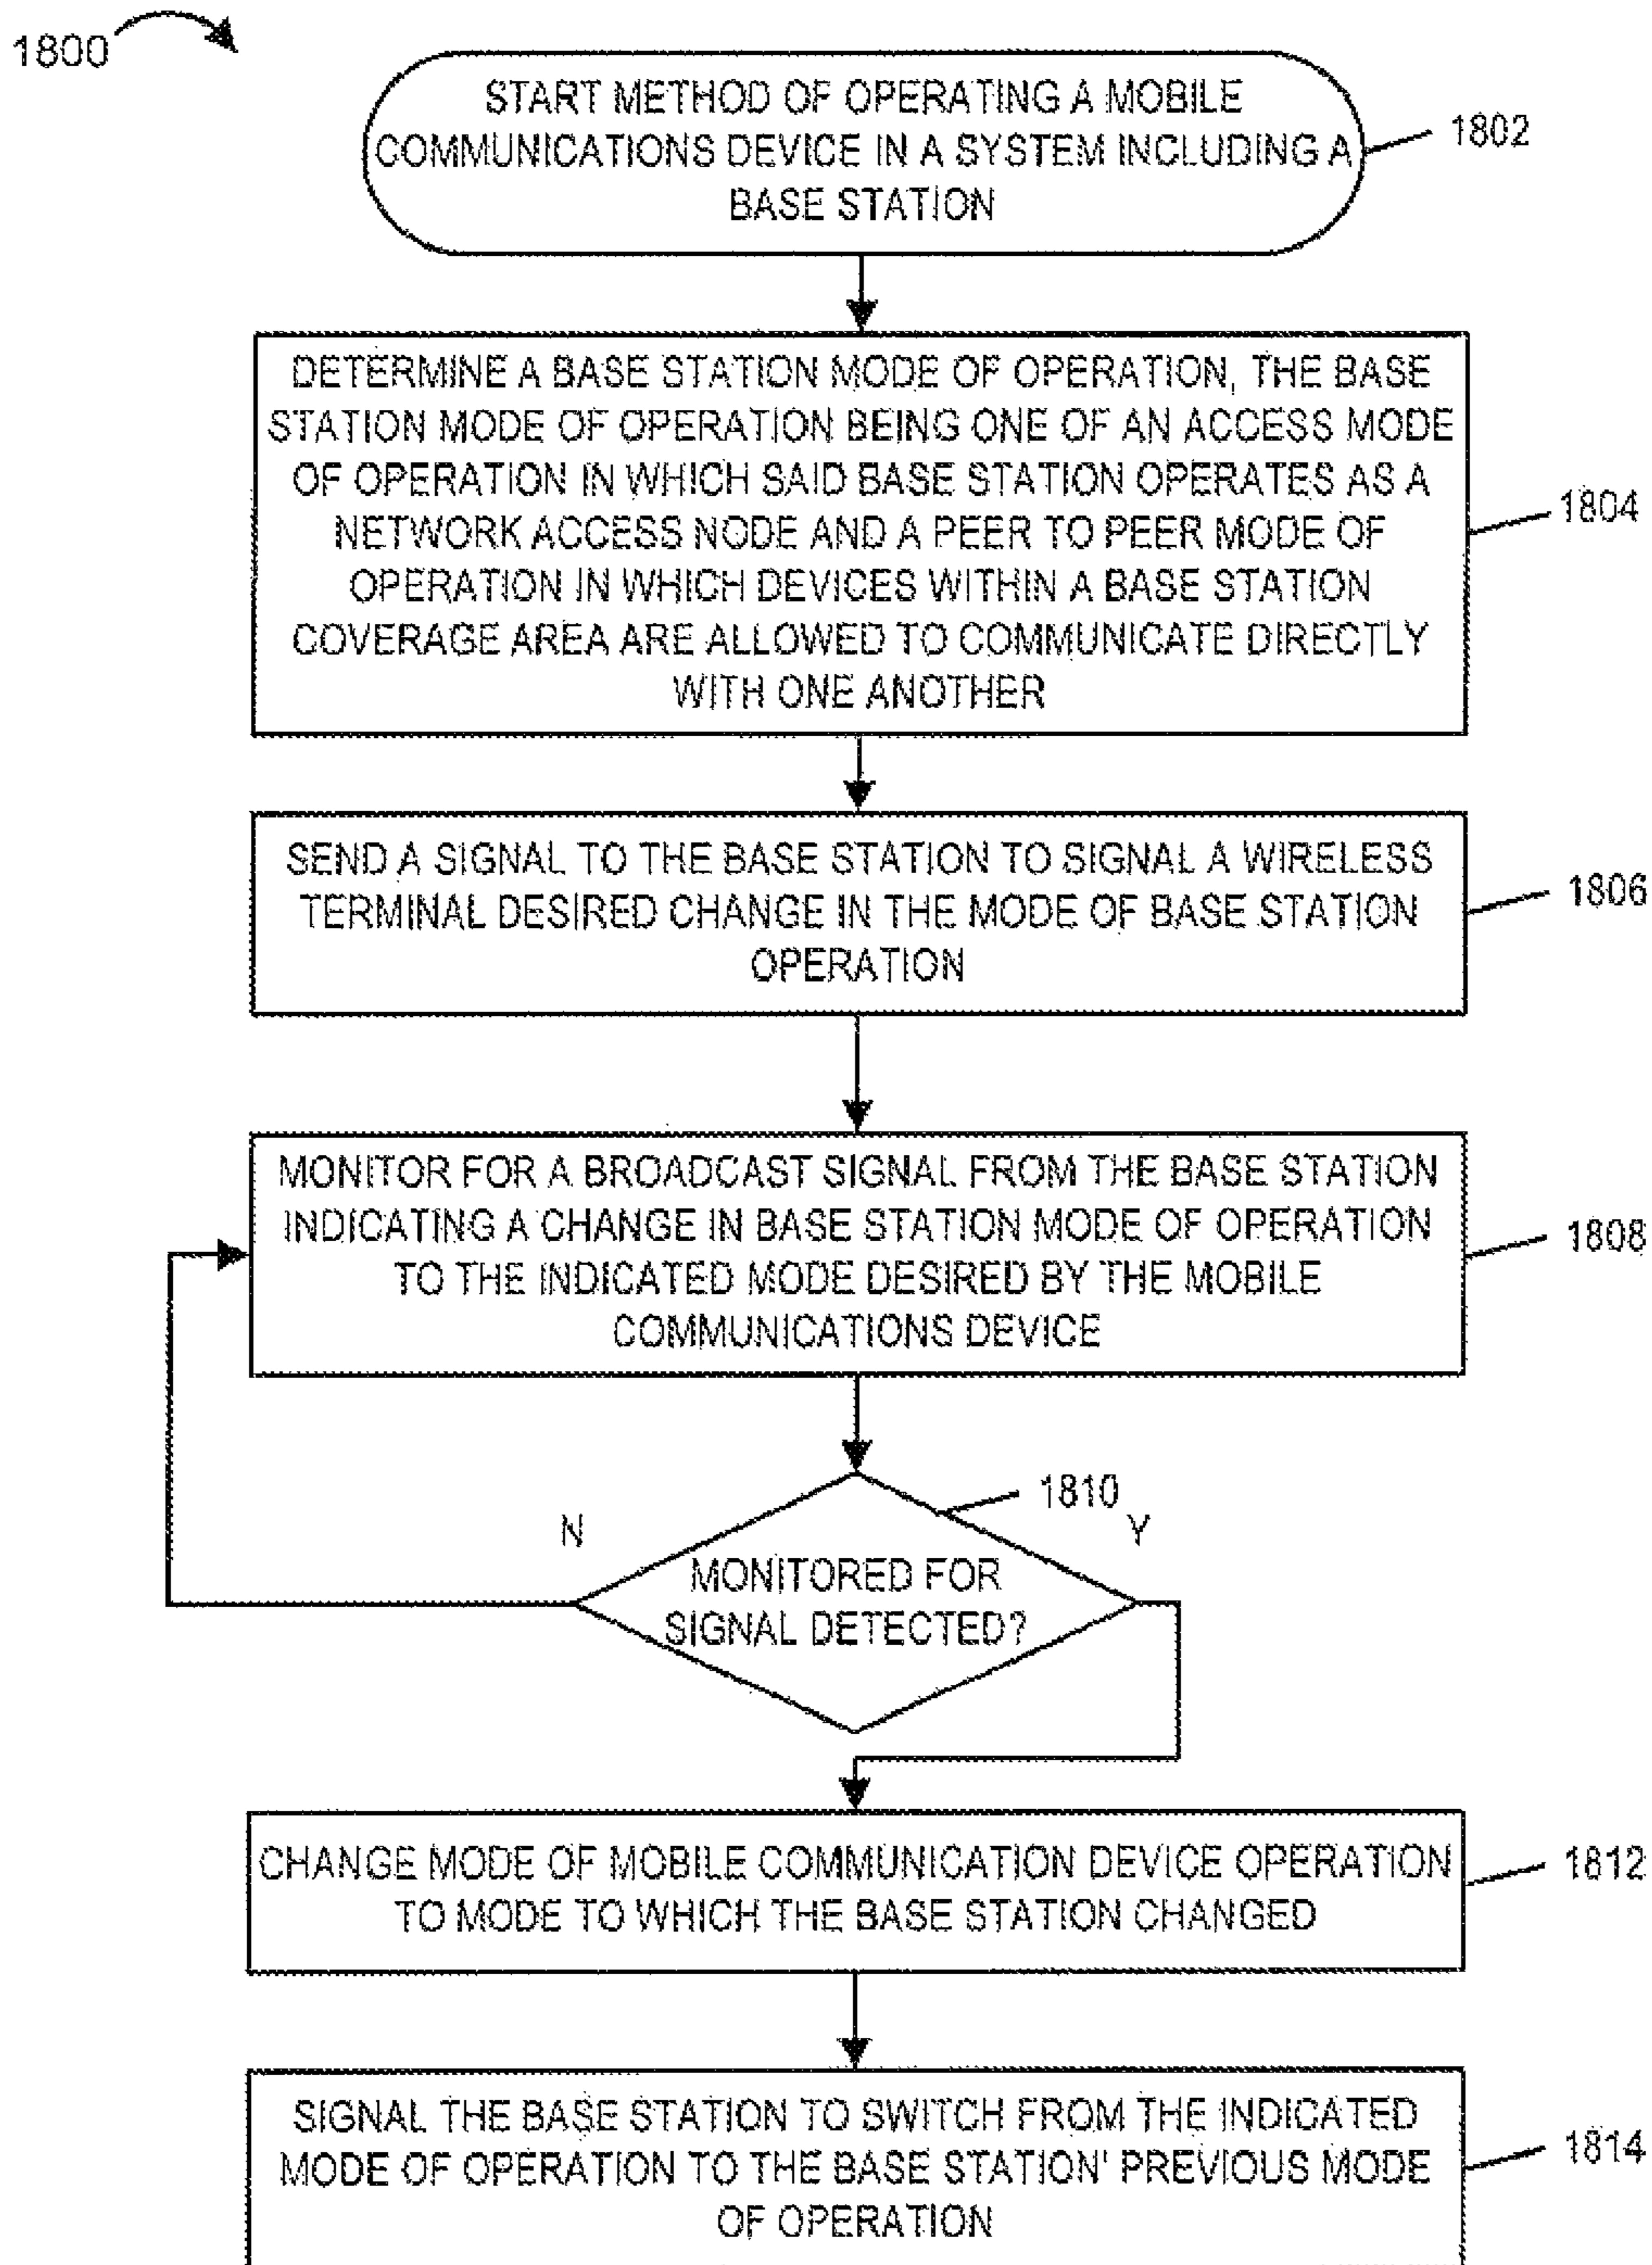 1800
START METHOD OF OPERATING A MOBILE
COMMUNICATIONS DEVICE IN A SYSTEM INCLUDING A
BASE STATION
1802
DETERMINE A BASE STATION MODE OF OPERATION, THE BASE
STATION MODE OF OPERATION BEING ONE OF AN ACCESS MODE
OF OPERATION IN WHICH SAID BASE STATION OPERATES AS A
NETWORK ACCESS NODE AND A PEER TO PEER MODE OF
OPERATION IN WHICH DEVICES WITHIN A BASE STATION
COVERAGE AREA ARE ALLOWED TO COMMUNICATE DIRECTLY
WITH ONE ANOTHER
1804
SEND A SIGNAL TO THE BASE STATION TO SIGNAL A WIRELESS
TERMINAL DESIRED CHANGE IN THE MODE OF BASE STATION
OPERATION
1806
MONITOR FOR A BROADCAST SIGNAL FROM THE BASE STATION
INDICATING A CHANGE IN BASE STATION MODE OF OPERATION
TO THE INDICATED MODE DESIRED BY THE MOBILE
COMMUNICATIONS DEVICE
1808
1810
N
Y
MONITORED FOR
SIGNAL DETECTED?
CHANGE MODE OF MOBILE COMMUNICATION DEVICE OPERATION
TO MODE TO WHICH THE BASE STATION CHANGED
1812
SIGNAL THE BASE STATION TO SWITCH FROM THE INDICATED
MODE OF OPERATION TO THE BASE STATION' PREVIOUS MODE
OF OPERATION
1814